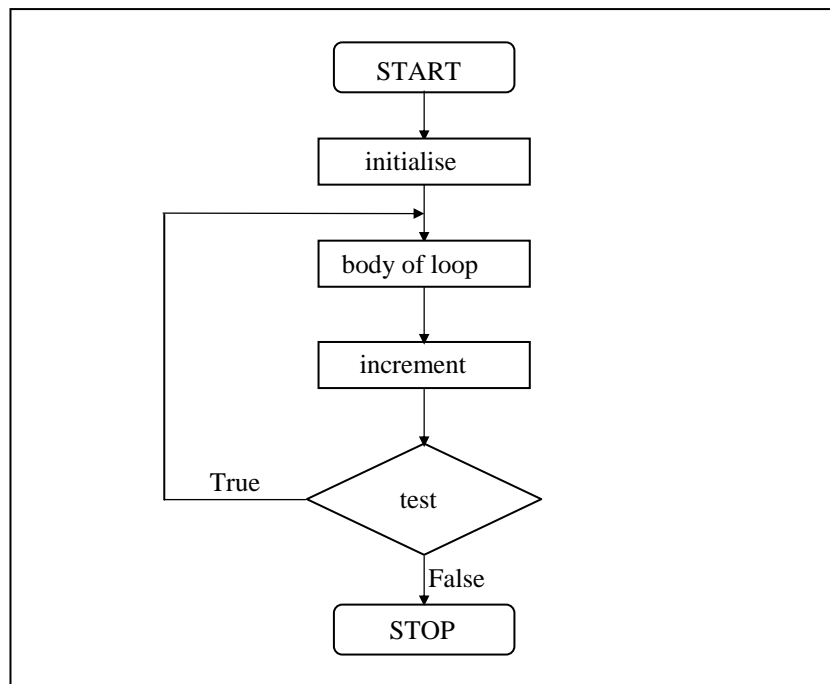 START
initialise
body of loop
increment
True
test
False
STOP